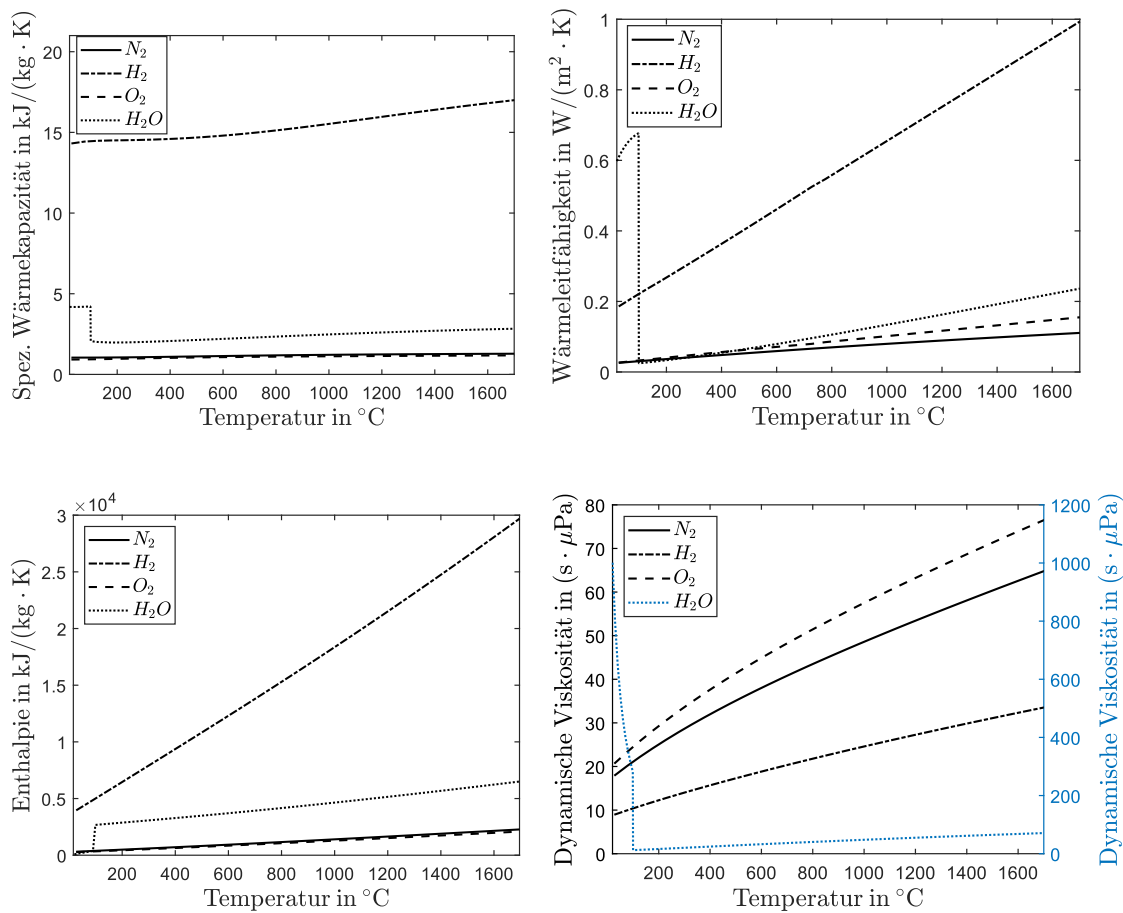 Spez. Wärmekapazität in kJ/(kg · K)
20
15
10
5
0
N₂
H₂
O₂
H₂O
200 400 600 800 1000 1200 1400 1600
Temperatur in °C
Wärmeleitfähigkeit in W/(m² · K)
1
0.8
0.6
0.4
0.2
0
N₂
H₂
O₂
H₂O
200 400 600 800 1000 1200 1400 1600
Temperatur in °C
Enthalpie in kJ/(kg · K)
×10⁴
3
2.5
2
1.5
1
0.5
0
N₂
H₂
O₂
H₂O
200 400 600 800 1000 1200 1400 1600
Temperatur in °C
Dynamische Viskosität in (s · μPa)
80
70
60
50
40
30
20
10
0
N₂
H₂
O₂
H₂O
200 400 600 800 1000 1200 1400 1600
Temperatur in °C
1200
1000
800
600
400
200
0
Dynamische Viskosität in (s · μPa)